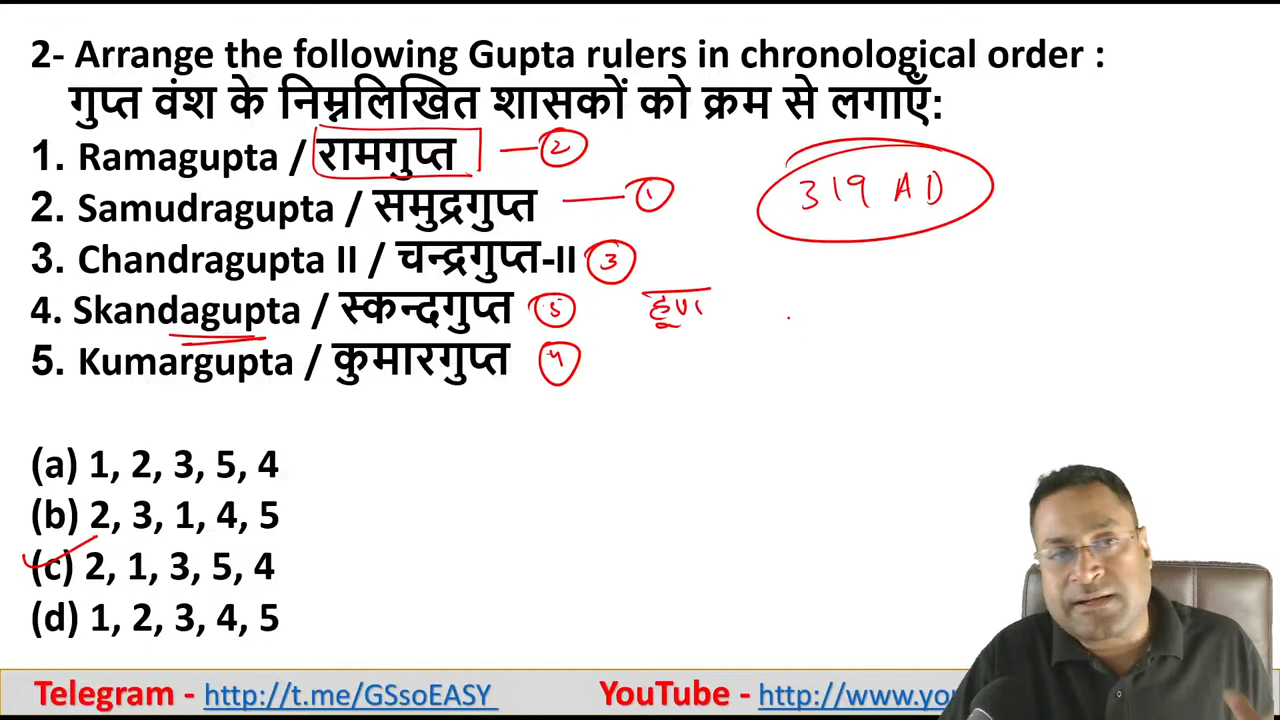 2- Arrange the following Gupta rulers in chronological order :
गुप्त वंश के निम्नलिखित शासकों को क्रम से लगाएँ:
1. Ramagupta / रामगुप्त — 2
319 AD
2. Samudragupta / समुद्रगुप्त — 1
3. Chandragupta II / चन्द्रगुप्त-II 3
4. Skandagupta / स्कन्दगुप्त 5 हूण
5. Kumargupta / कुमारगुप्त 4
(a) 1, 2, 3, 5, 4
(b) 2, 3, 1, 4, 5
(c) 2, 1, 3, 5, 4
(d) 1, 2, 3, 4, 5
Telegram - http://t.me/GSsoEASY YouTube - http://www.yo